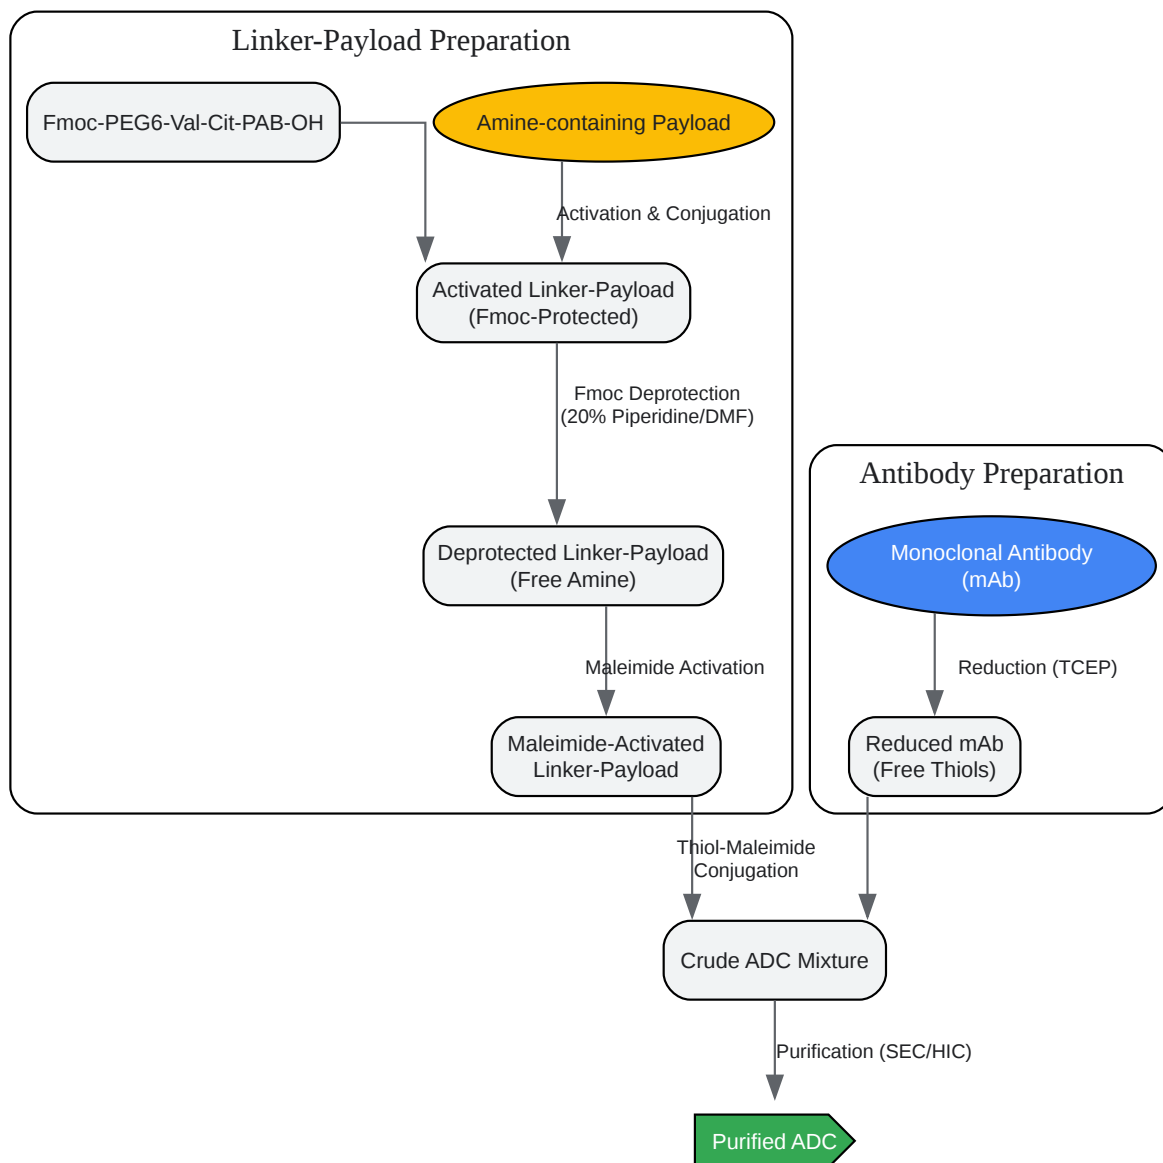 Linker-Payload Preparation
Fmoc-PEG6-Val-Cit-PAB-OH
Amine-containing Payload
Activation & Conjugation
Activated Linker-Payload
(Fmoc-Protected)
Fmoc Deprotection
(20% Piperidine/DMF)
Antibody Preparation
Deprotected Linker-Payload
(Free Amine)
Monoclonal Antibody
(mAb)
Maleimide Activation
Reduction (TCEP)
Maleimide-Activated
Linker-Payload
Reduced mAb
(Free Thiols)
Thiol-Maleimide
Conjugation
Crude ADC Mixture
Purification (SEC/HIC)
Purified ADC